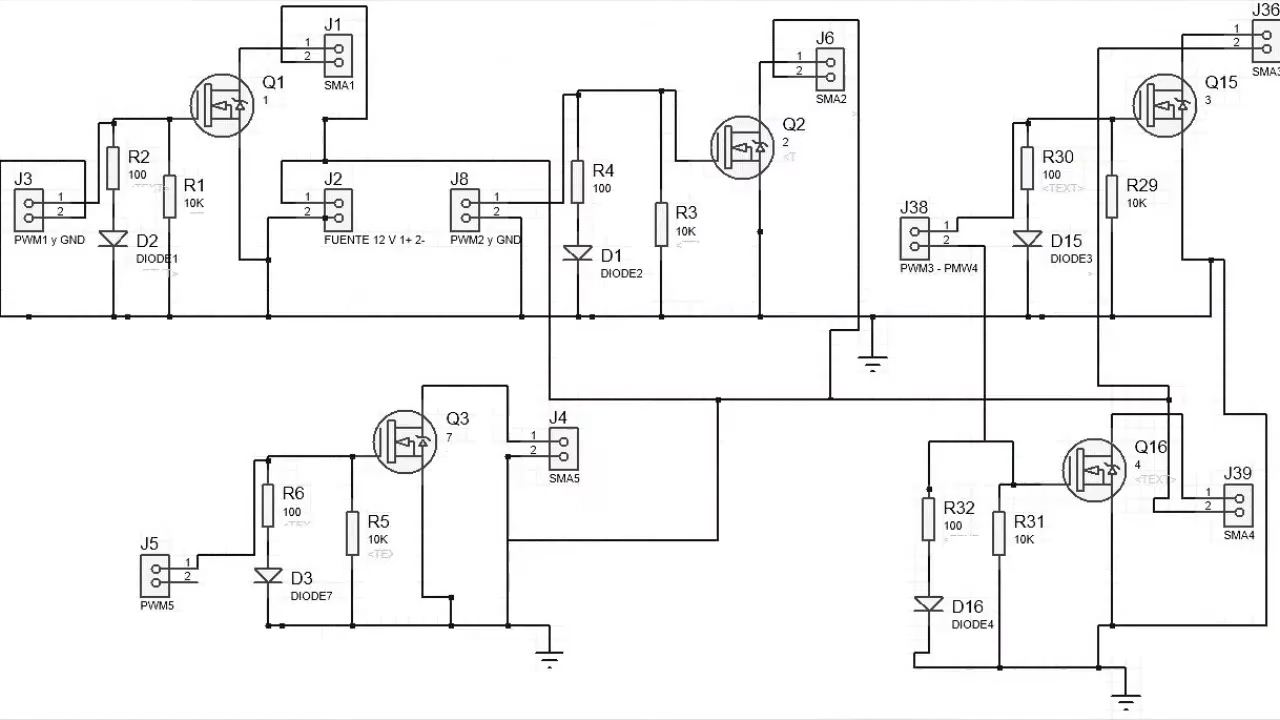 J1
1
2
SMA1
Q1
1
R2
100
R1
10K
J3
1
2
PWM1 y GND
D2
DIODE1
J2
1
2
FUENTE 12 V 1+ 2-
J8
1
2
PWM2 y GND
R4
100
R3
10K
D1
DIODE2
Q2
2
J6
1
2
SMA2
J36
1
2
Q15
3
R30
100
<TEXT>
R29
10K
J38
1
2
PWM3 - PMW4
D15
DIODE3
Q3
7
J4
1
2
SMA5
R6
100
R5
10K
J5
1
2
PWM5
D3
DIODE7
Q16
4
<TEXT>
J39
1
2
SMA4
R32
100
R31
10K
D16
DIODE4